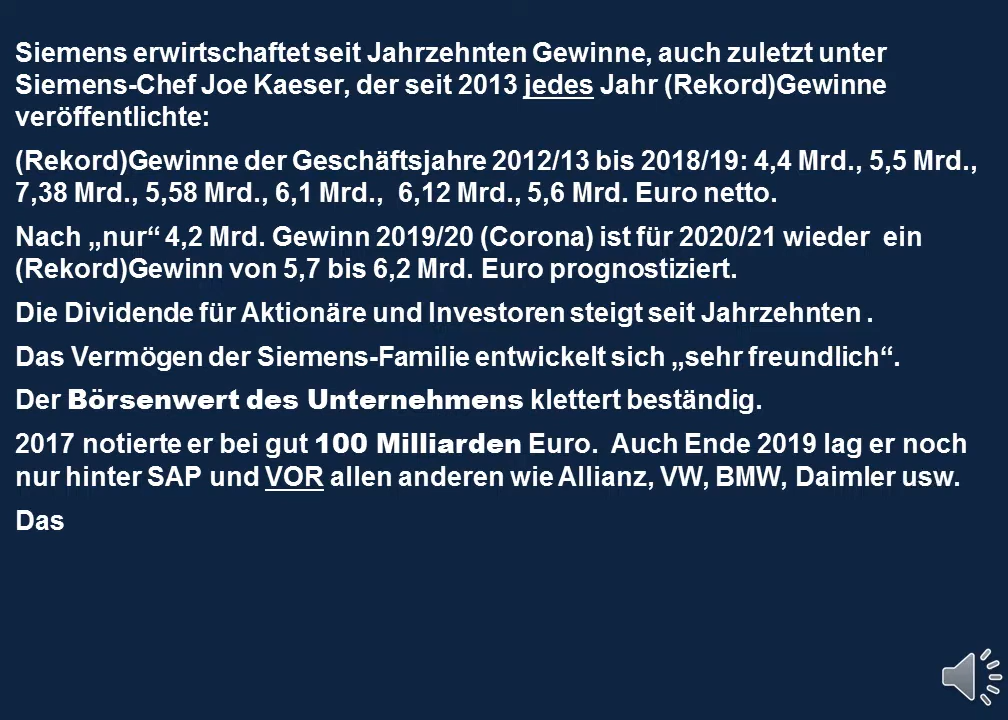 Siemens erwirtschaftet seit Jahrzehnten Gewinne, auch zuletzt unter
Siemens-Chef Joe Kaeser, der seit 2013 jedes Jahr (Rekord)Gewinne
veröffentlichte:
(Rekord)Gewinne der Geschäftsjahre 2012/13 bis 2018/19: 4,4 Mrd., 5,5 Mrd.,
7,38 Mrd., 5,58 Mrd., 6,1 Mrd., 6,12 Mrd., 5,6 Mrd. Euro netto.
Nach „nur“ 4,2 Mrd. Gewinn 2019/20 (Corona) ist für 2020/21 wieder ein
(Rekord)Gewinn von 5,7 bis 6,2 Mrd. Euro prognostiziert.
Die Dividende für Aktionäre und Investoren steigt seit Jahrzehnten .
Das Vermögen der Siemens-Familie entwickelt sich „sehr freundlich“.
Der Börsenwert des Unternehmens klettert beständig.
2017 notierte er bei gut 100 Milliarden Euro. Auch Ende 2019 lag er noch
nur hinter SAP und VOR allen anderen wie Allianz, VW, BMW, Daimler usw.
Das